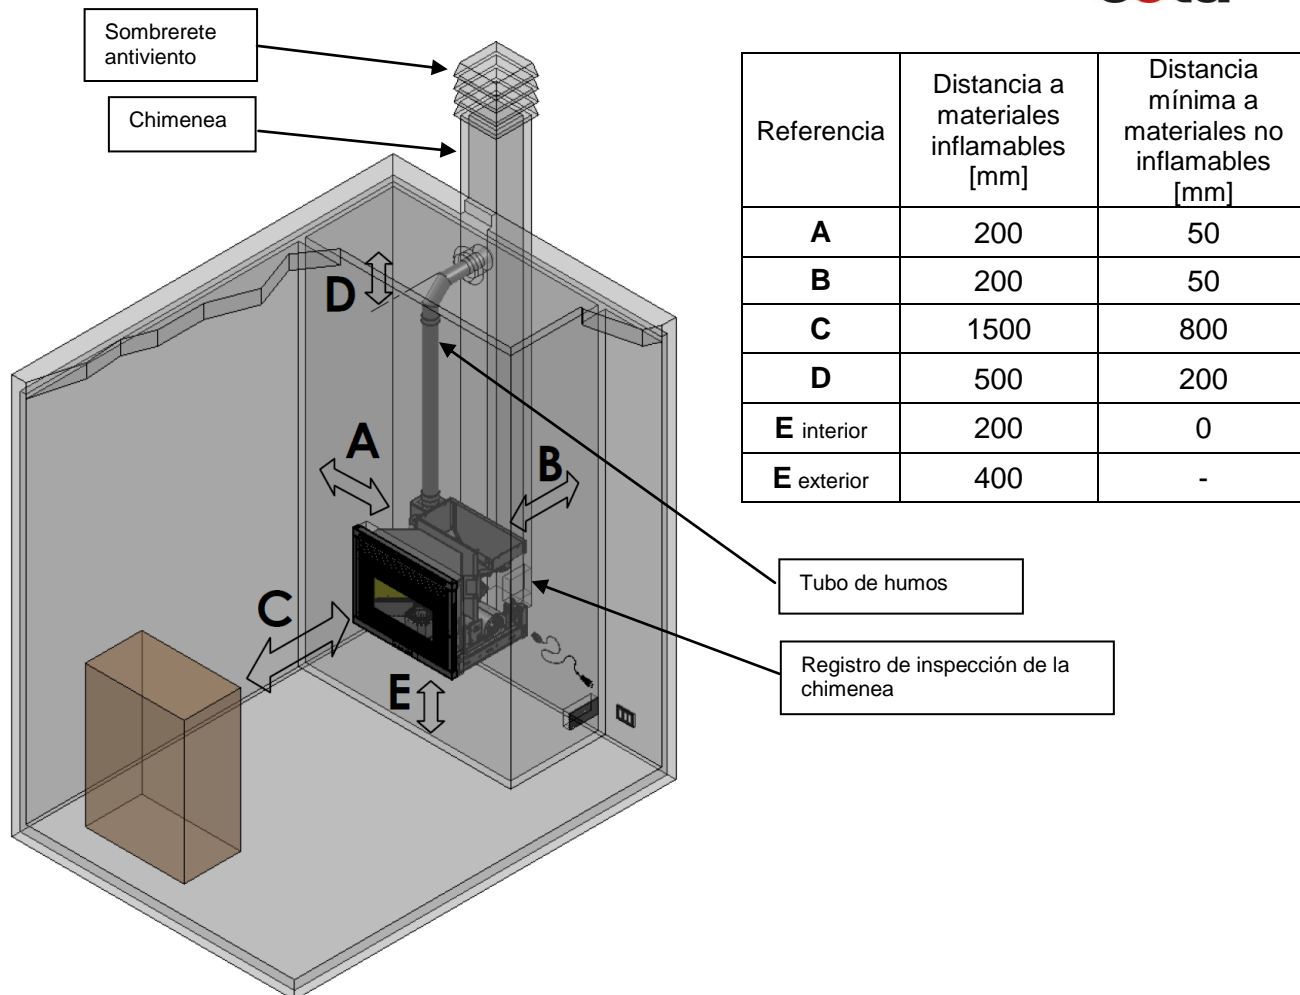 Sombrerete
antiviento
Chimenea
D
A
B
C
E
Referencia
Distancia a
materiales
inflamables
[mm]
Distancia
mínima a
materiales no
inflamables
[mm]
A 200 50
B 200 50
C 1500 800
D 500 200
E interior 200 0
E exterior 400 -
Tubo de humos
Registro de inspección de la
chimenea